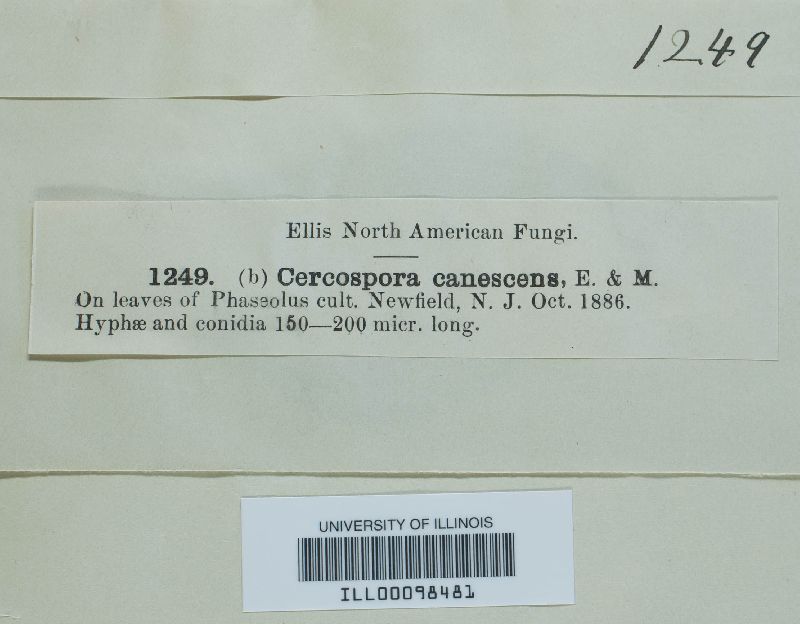 1249
Ellis North American Fungi.
1249. (b) Cercospora canescens, E. & M.
On leaves of Phaseolus cult. Newfield, N. J. Oct. 1886.
Hyphæ and conidia 150—200 micr. long.
UNIVERSITY OF ILLINOIS
ILL00098481